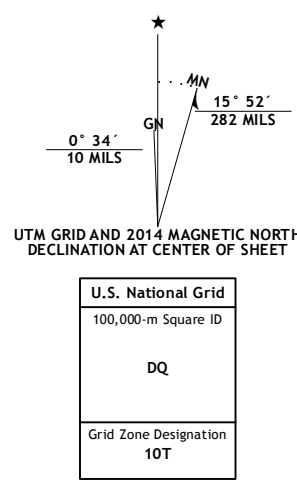 ★
MN
GN
15° 52´
282 MILS
0° 34´
10 MILS
UTM GRID AND 2014 MAGNETIC NORTH
DECLINATION AT CENTER OF SHEET
U.S. National Grid
100,000-m Square ID
DQ
Grid Zone Designation
10T